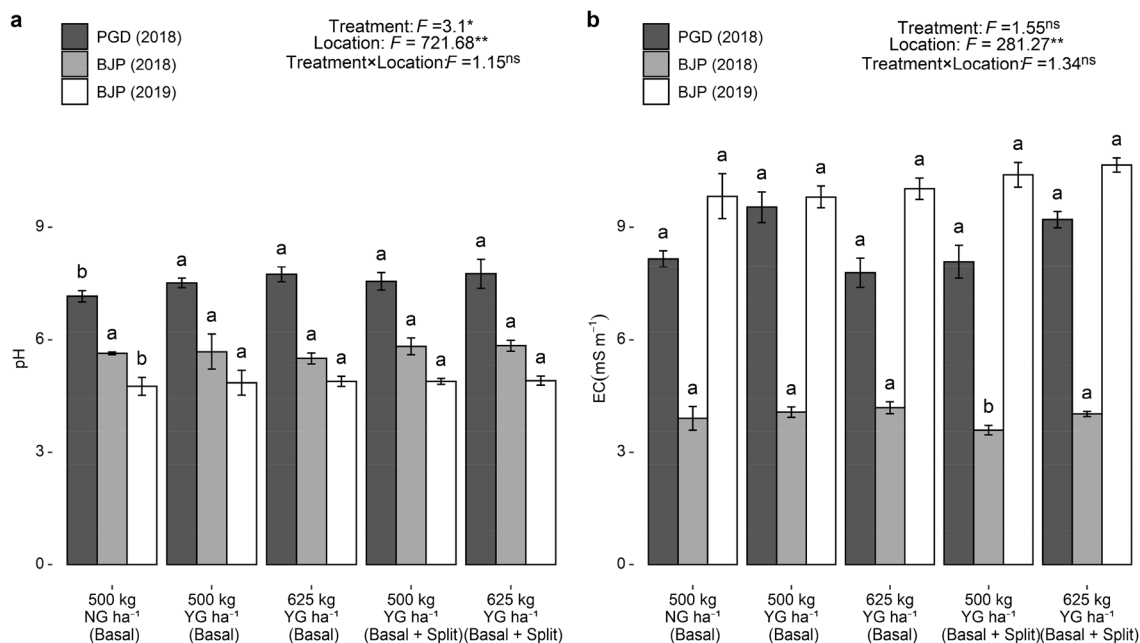 a
PGD (2018)
BJP (2018)
BJP (2019)
Treatment: F =3.1*
Location: F = 721.68**
Treatment×Location:F =1.15ns
pH
9
6
3
0
b a b
a a a
a a a
a a a
a a a
500 kg
NG ha⁻¹
(Basal)
500 kg
YG ha⁻¹
(Basal)
625 kg
YG ha⁻¹
(Basal)
500 kg
YG ha⁻¹
(Basal + Split)
625 kg
YG ha⁻¹
(Basal + Split)
b
PGD (2018)
BJP (2018)
BJP (2019)
Treatment: F =1.55ns
Location: F = 281.27**
Treatment×Location:F =1.34ns
EC(mS m⁻¹)
9
6
3
0
a a a
a a a
a a a
a b a
a a a
500 kg
NG ha⁻¹
(Basal)
500 kg
YG ha⁻¹
(Basal)
625 kg
YG ha⁻¹
(Basal)
500 kg
YG ha⁻¹
(Basal + Split)
625 kg
YG ha⁻¹
(Basal + Split)